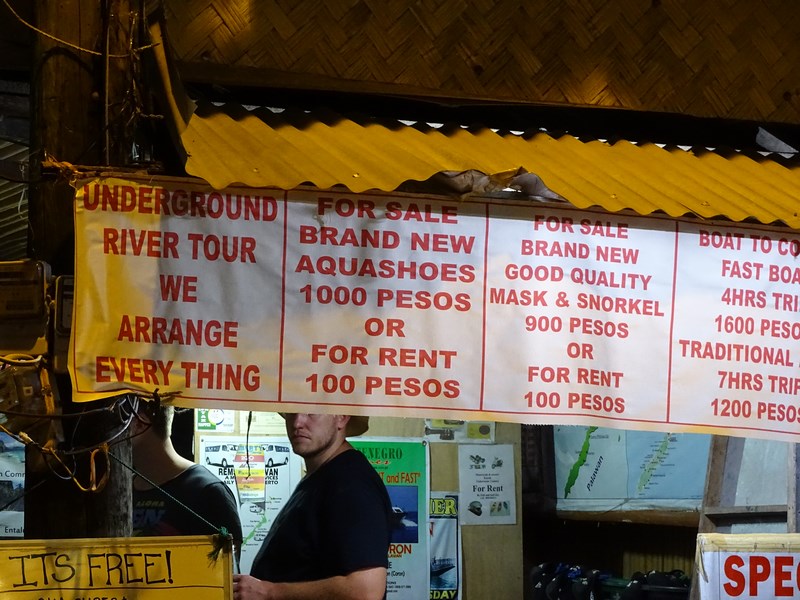 UNDERGROUND
RIVER TOUR
WE
ARRANGE
EVERY THING
FOR SALE
BRAND NEW
AQUASHOES
1000 PESOS
OR
FOR RENT
100 PESOS
FOR SALE
BRAND NEW
GOOD QUALITY
MASK & SNORKEL
900 PESOS
OR
FOR RENT
100 PESOS
BOAT TO CO
FAST BOA
4HRS TRI
1600 PESO
TRADITIONAL
7HRS TRIP
1200 PESOS
ITS FREE!
For Rent
Palawan
SPEC